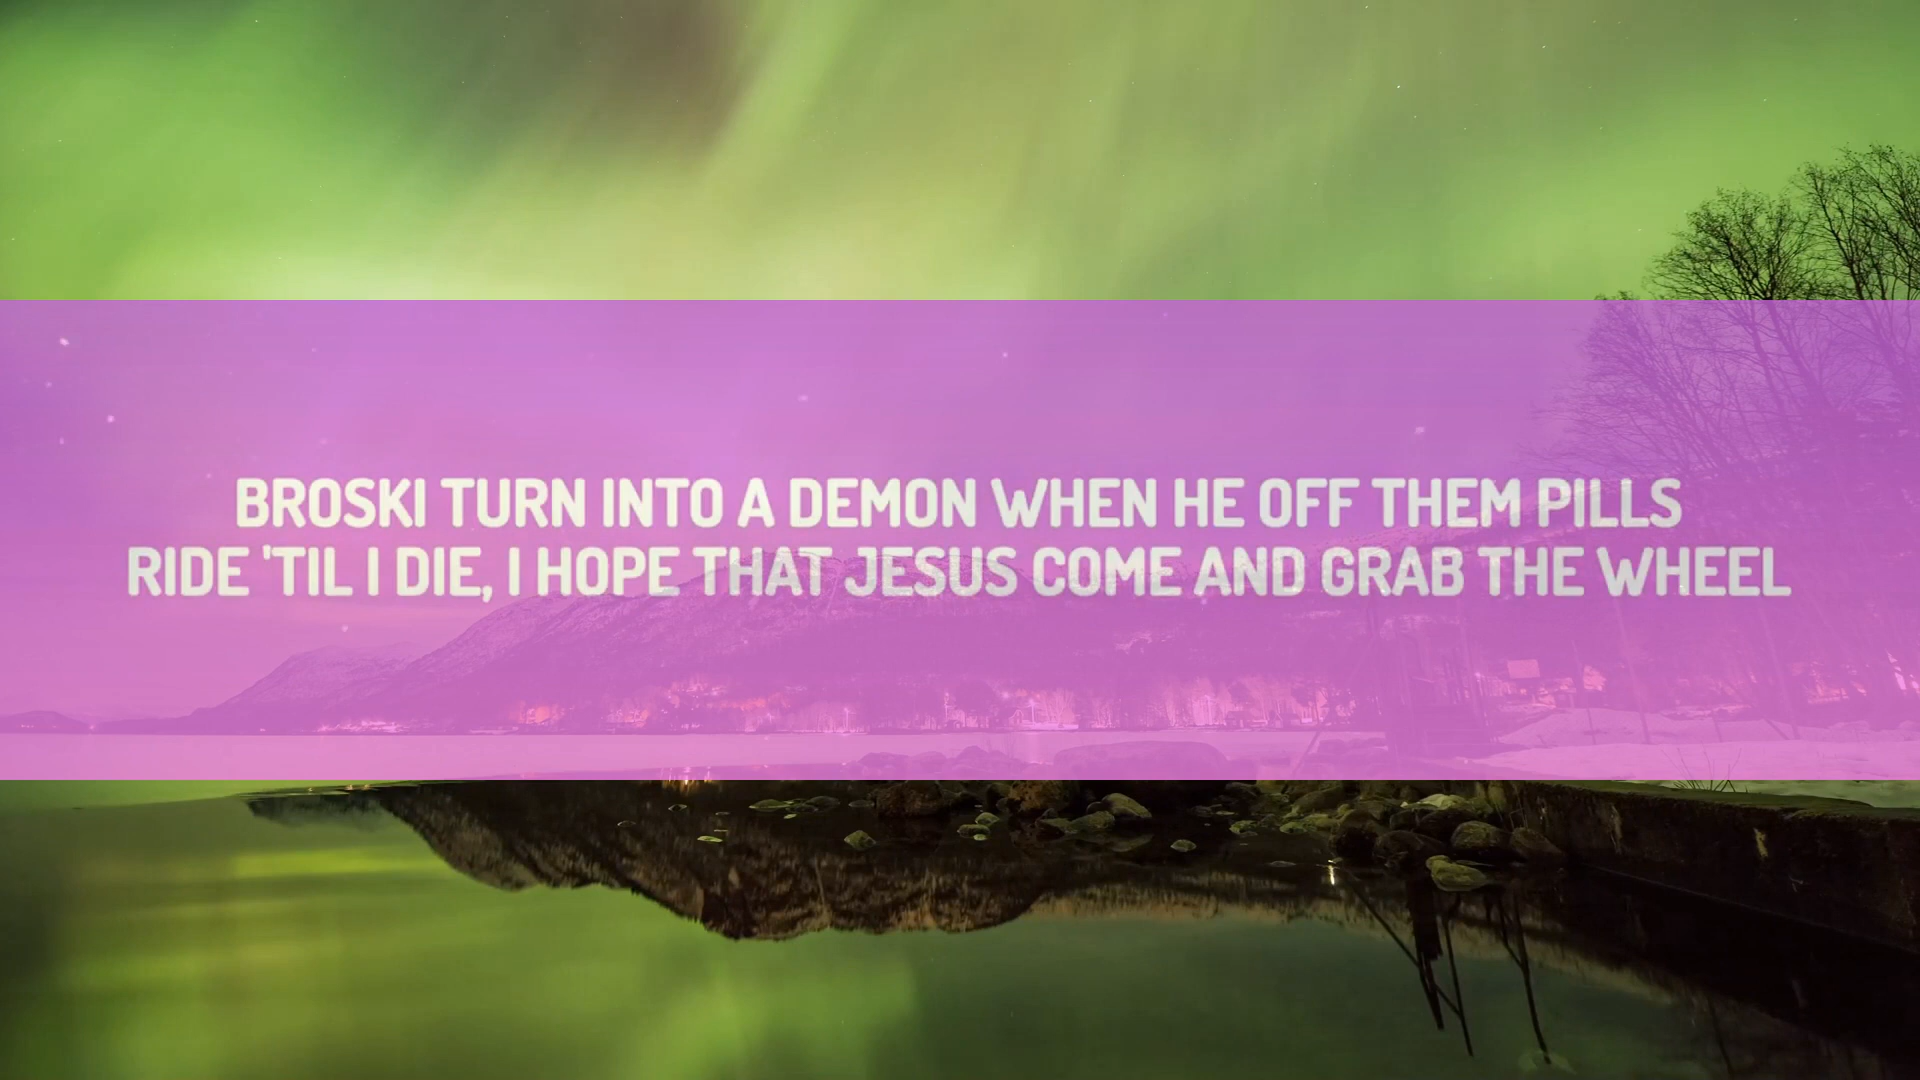 BROSKI TURN INTO A DEMON WHEN HE OFF THEM PILLS
RIDE 'TIL I DIE, I HOPE THAT JESUS COME AND GRAB THE WHEEL